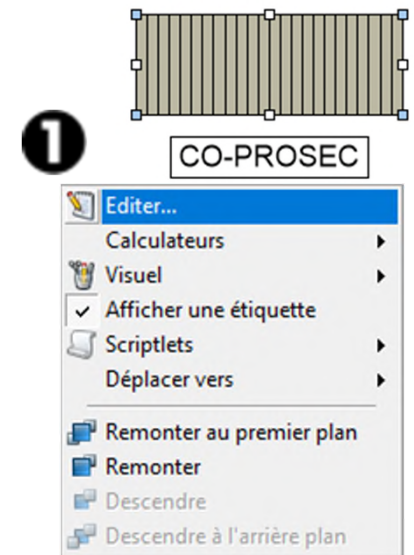 1
CO-PROSEC
Editer...
Calculateurs
Visuel
Afficher une étiquette
Scriptlets
Déplacer vers
Remonter au premier plan
Remonter
Descendre
Descendre à l'arrière plan